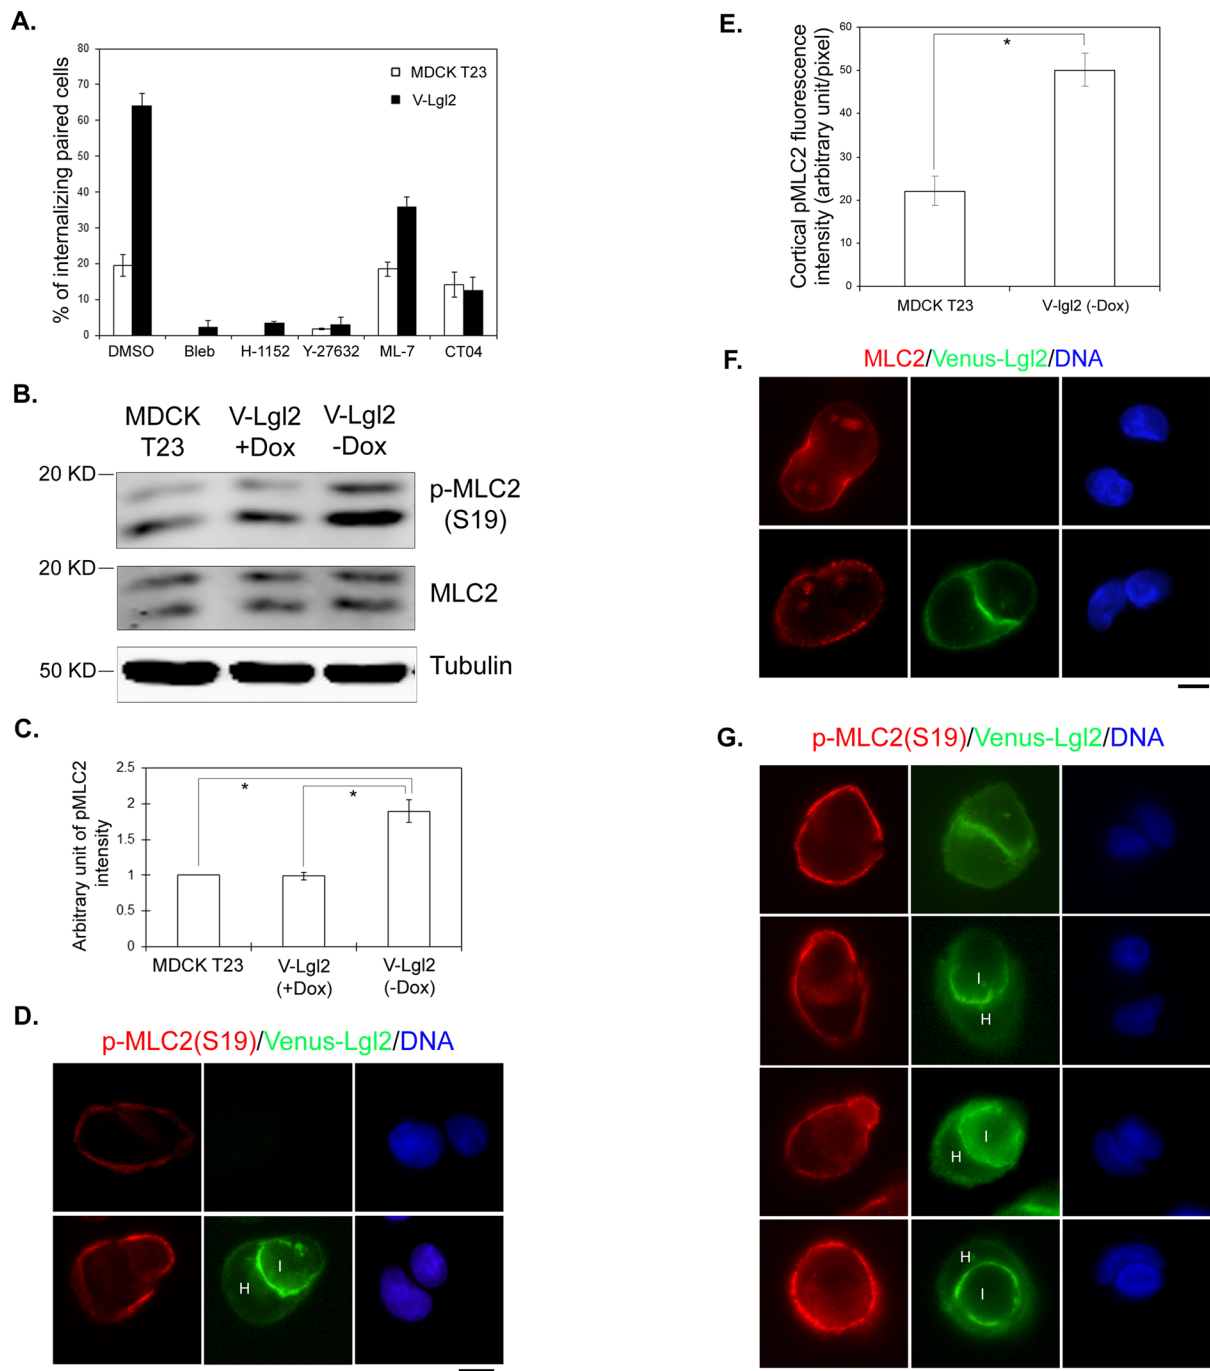 A.
% of internalizing paired cells
80
70
60
50
40
30
20
10
0
MDCK T23
V-Lgl2
DMSO Bleb H-1152 Y-27632 ML-7 CT04
B.
MDCK T23
V-Lgl2 +Dox
V-Lgl2 -Dox
20 KD
p-MLC2 (S19)
20 KD
MLC2
50 KD
Tubulin
C.
Arbitrary unit of pMLC2
intensity
2.5
2
1.5
1
0.5
0
* *
MDCK T23
V-Lgl2 (+Dox)
V-Lgl2 (-Dox)
D.
p-MLC2(S19)/Venus-Lgl2/DNA
H I
E.
Cortical pMLC2 fluorescence
intensity (arbitrary unit/pixel)
60
50
40
30
20
10
0
*
MDCK T23 V-lgl2 (-Dox)
F.
MLC2/Venus-Lgl2/DNA
G.
p-MLC2(S19)/Venus-Lgl2/DNA
I
H
I
H
H
I